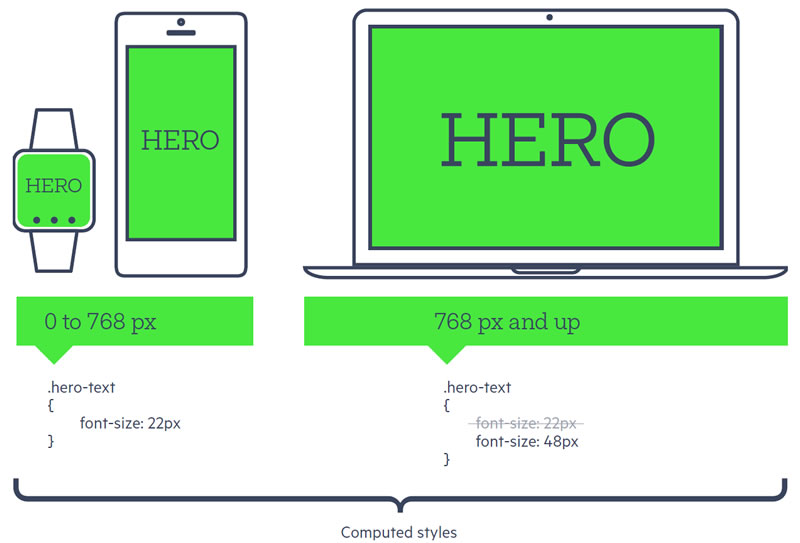 HERO
HERO
HERO
0 to 768 px
768 px and up
.hero-text
{
font-size: 22px
}
.hero-text
{
font-size: 22px
font-size: 48px
}
Computed styles